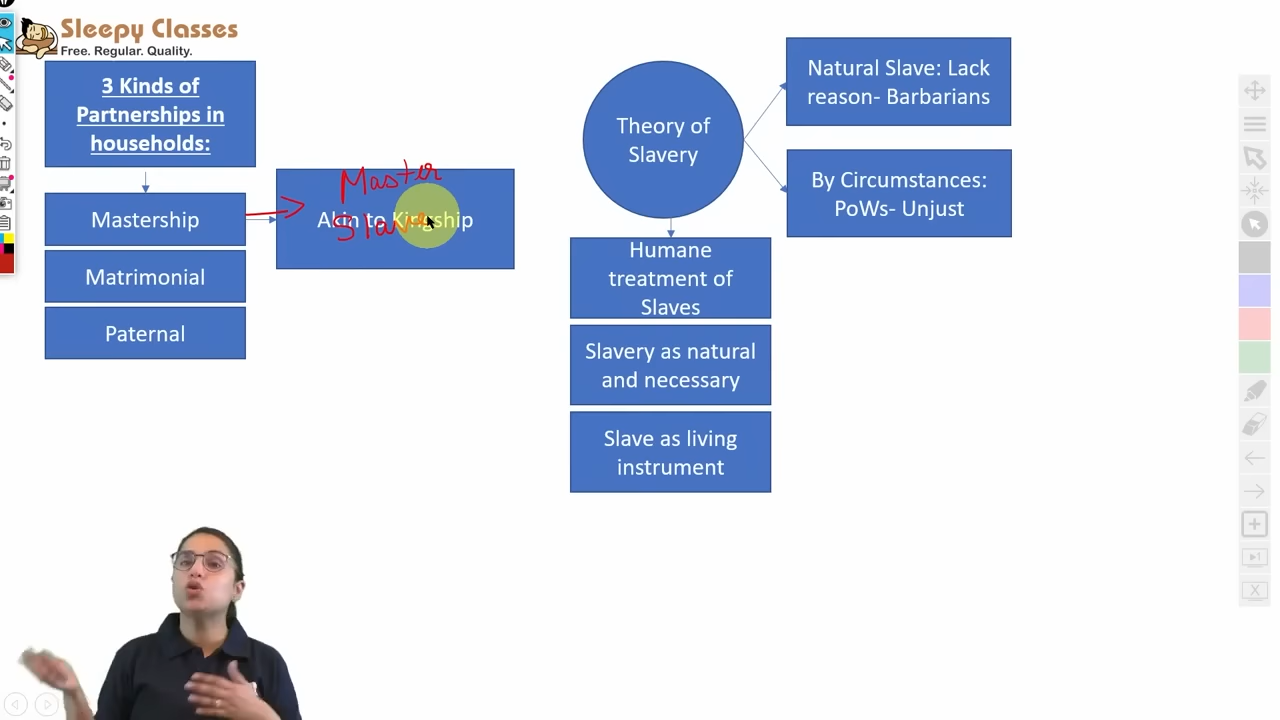 Sleepy Classes
Free. Regular. Quality.
3 Kinds of
Partnerships in
households:
Mastership
Matrimonial
Paternal
Master
Slave
Akin to Kingship
Theory of
Slavery
Natural Slave: Lack
reason- Barbarians
By Circumstances:
PoWs- Unjust
Humane
treatment of
Slaves
Slavery as natural
and necessary
Slave as living
instrument